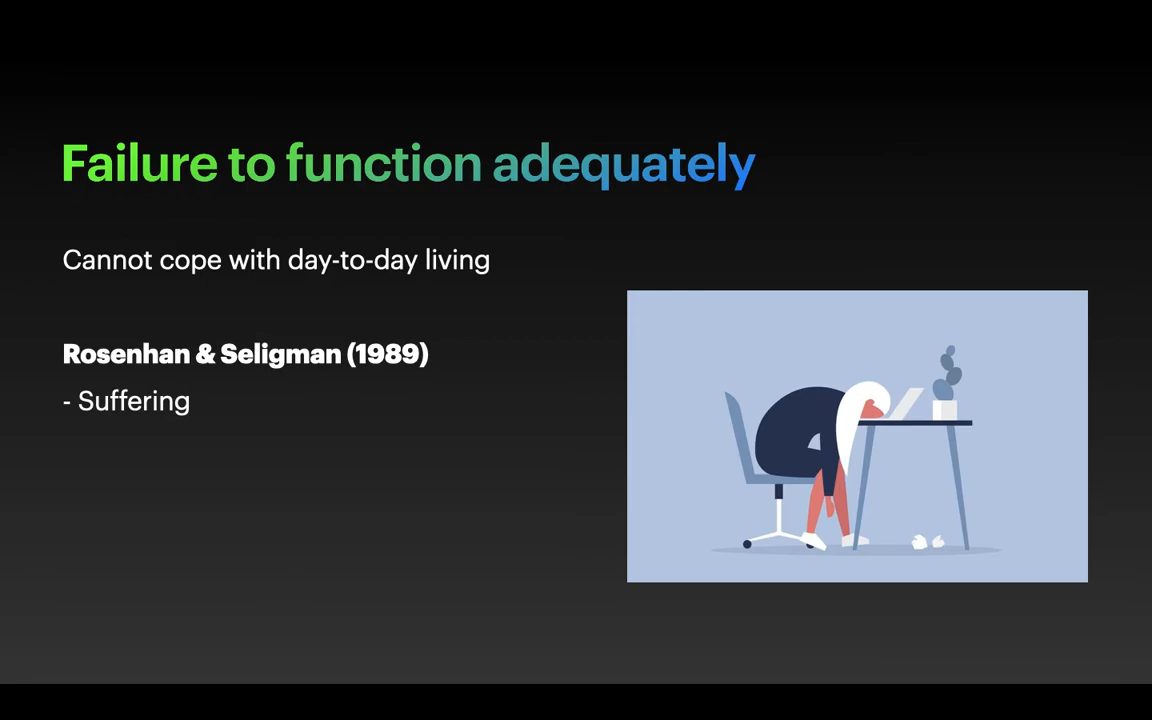 Failure to function adequately
Cannot cope with day-to-day living
Rosenhan & Seligman (1989)
- Suffering